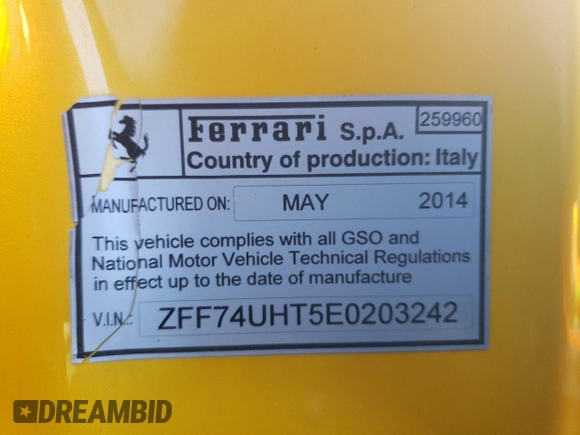 Ferrari S.p.A. 259960
Country of production: Italy
MANUFACTURED ON: MAY 2014
This vehicle complies with all GSO and
National Motor Vehicle Technical Regulations
in effect up to the date of manufacture
V.I.N.: ZFF74UHT5E0203242
DREAMBID